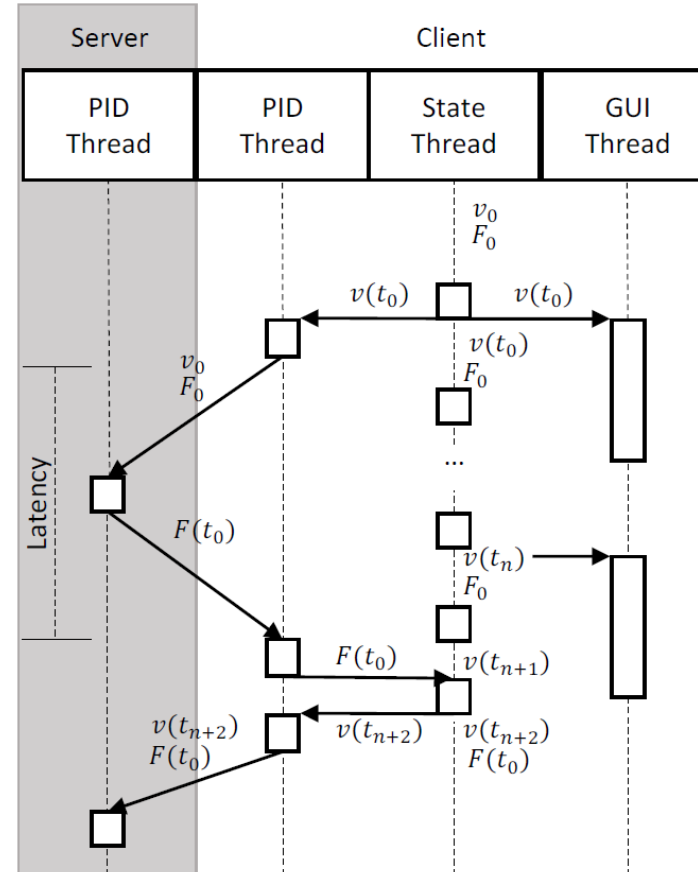 Server
Client
PID
Thread
PID
Thread
State
Thread
GUI
Thread
v₀
F₀
v(t₀)
v(t₀)
v(t₀)
F₀
v₀
F₀
...
Latency
F(t₀)
v(tₙ)
F₀
F(t₀)
v(tₙ₊₁)
v(tₙ₊₂)
F(t₀)
v(tₙ₊₂)
v(tₙ₊₂)
F(t₀)